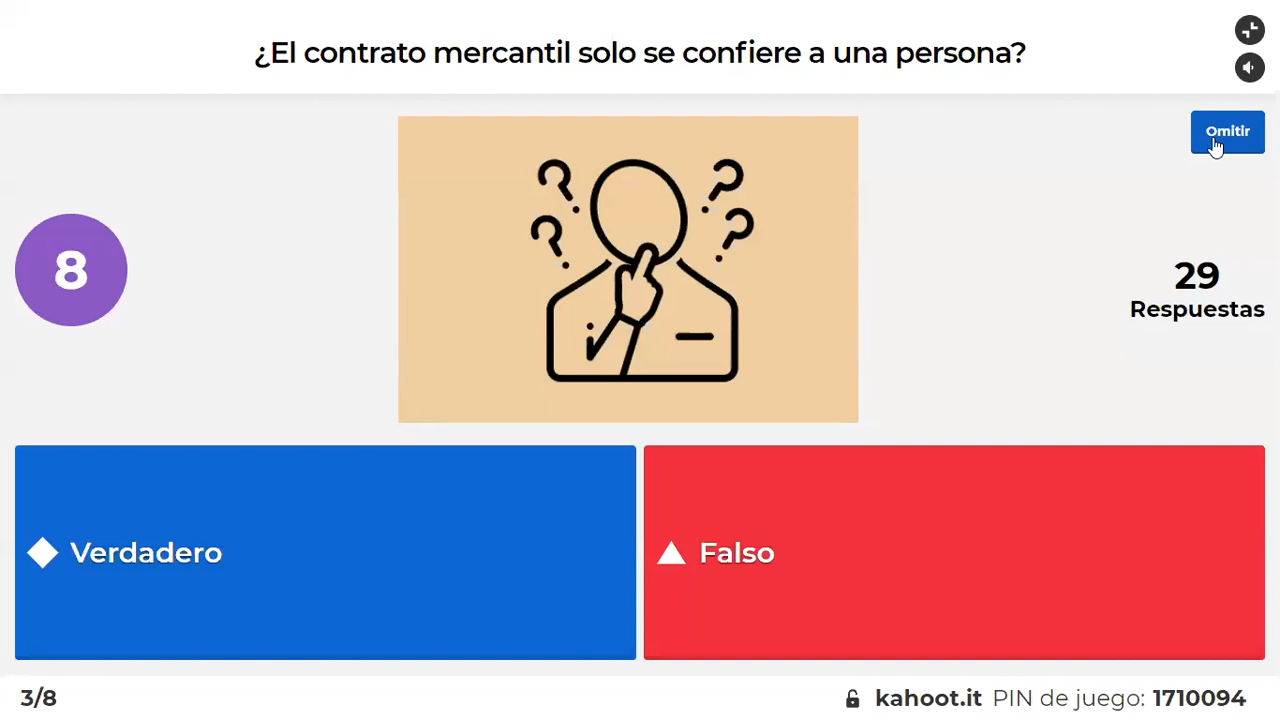 ¿El contrato mercantil solo se confiere a una persona?
Omitir
8
29
Respuestas
Verdadero
Falso
3/8
kahoot.it PIN de juego: 1710094